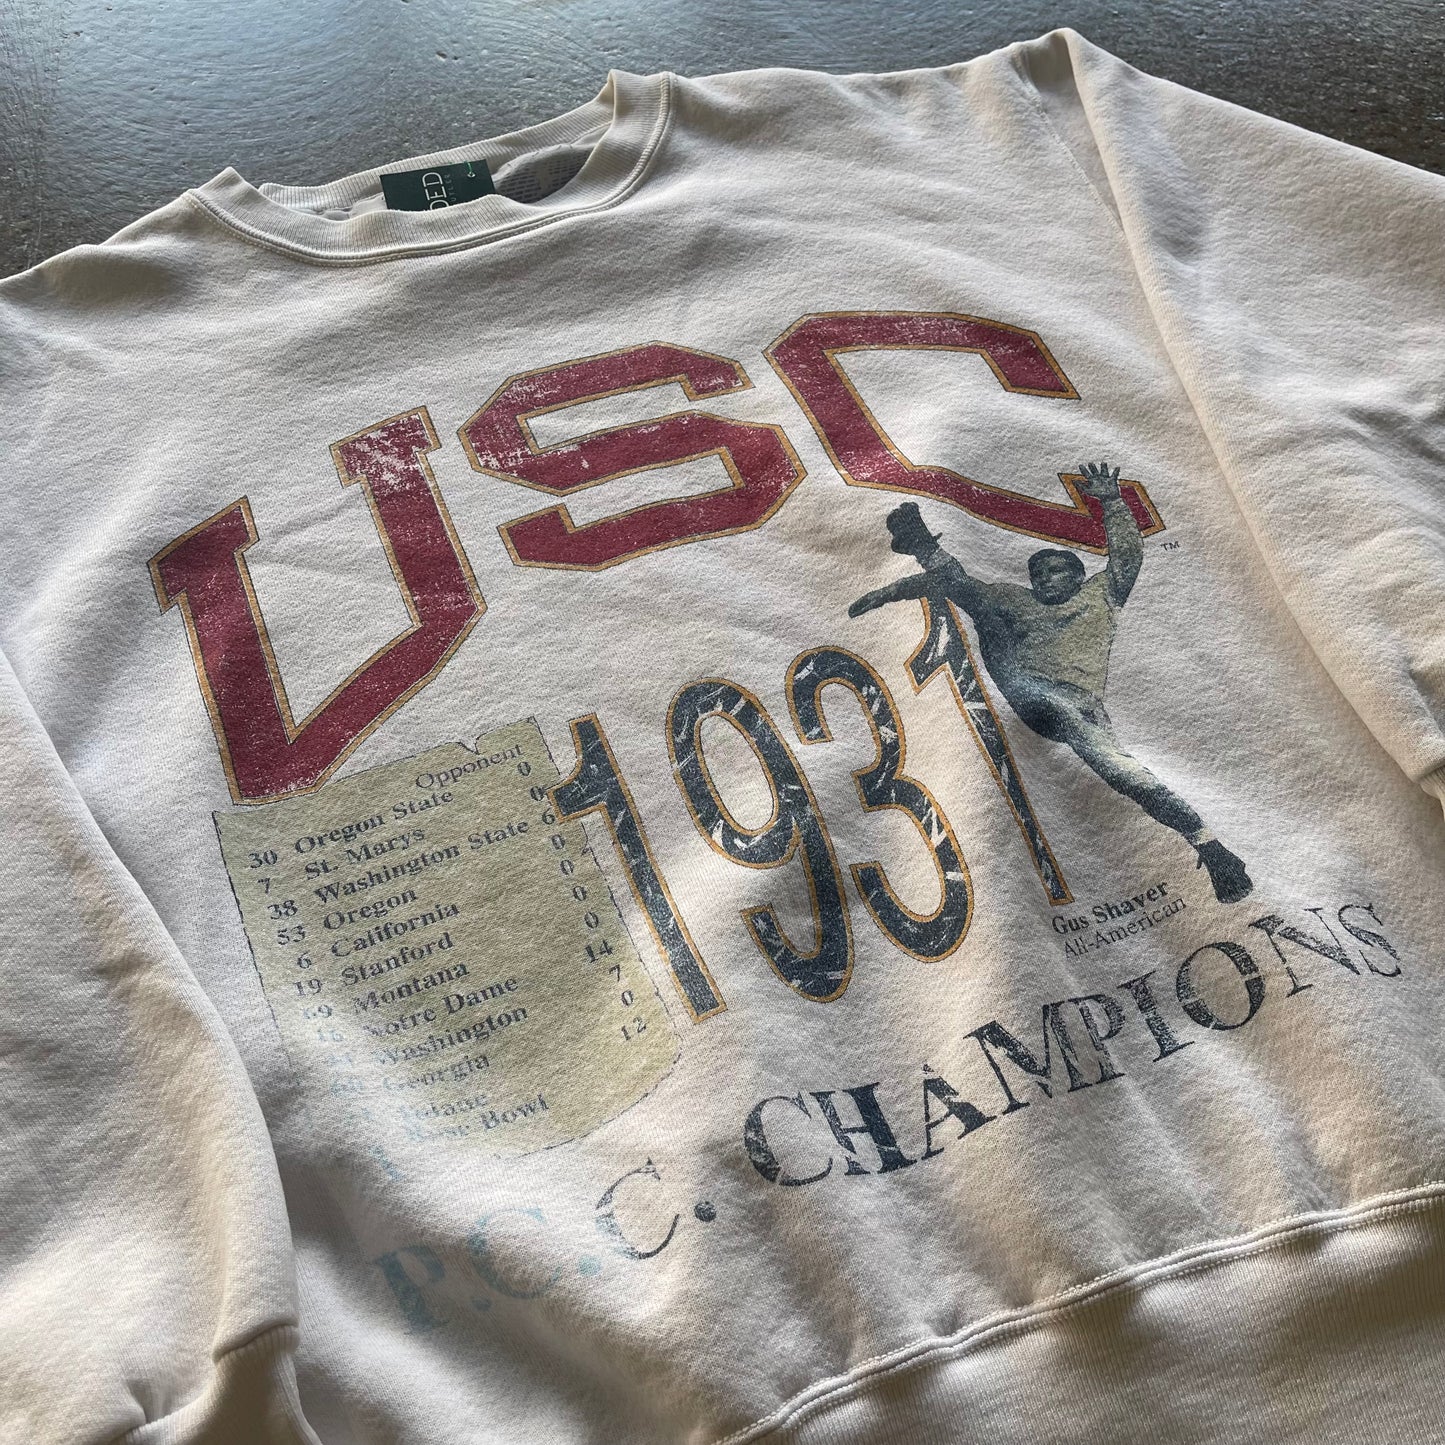 USC
TM
1931
Opponent
30 Oregon State 0
7 St. Marys 0
38 Washington State 6
53 Oregon 0
6 California 0
19 Stanford 0
69 Montana 0
16 Notre Dame 14
Washington 7
Georgia 0
12
Bowl
Gus Shaver
All-American
P.C.C. CHAMPIONS